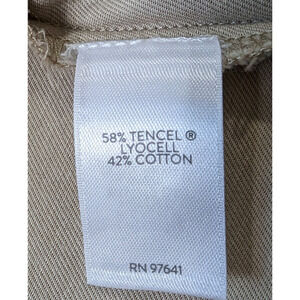 58% TENCEL ®
LYOCELL
42% COTTON
RN 97641